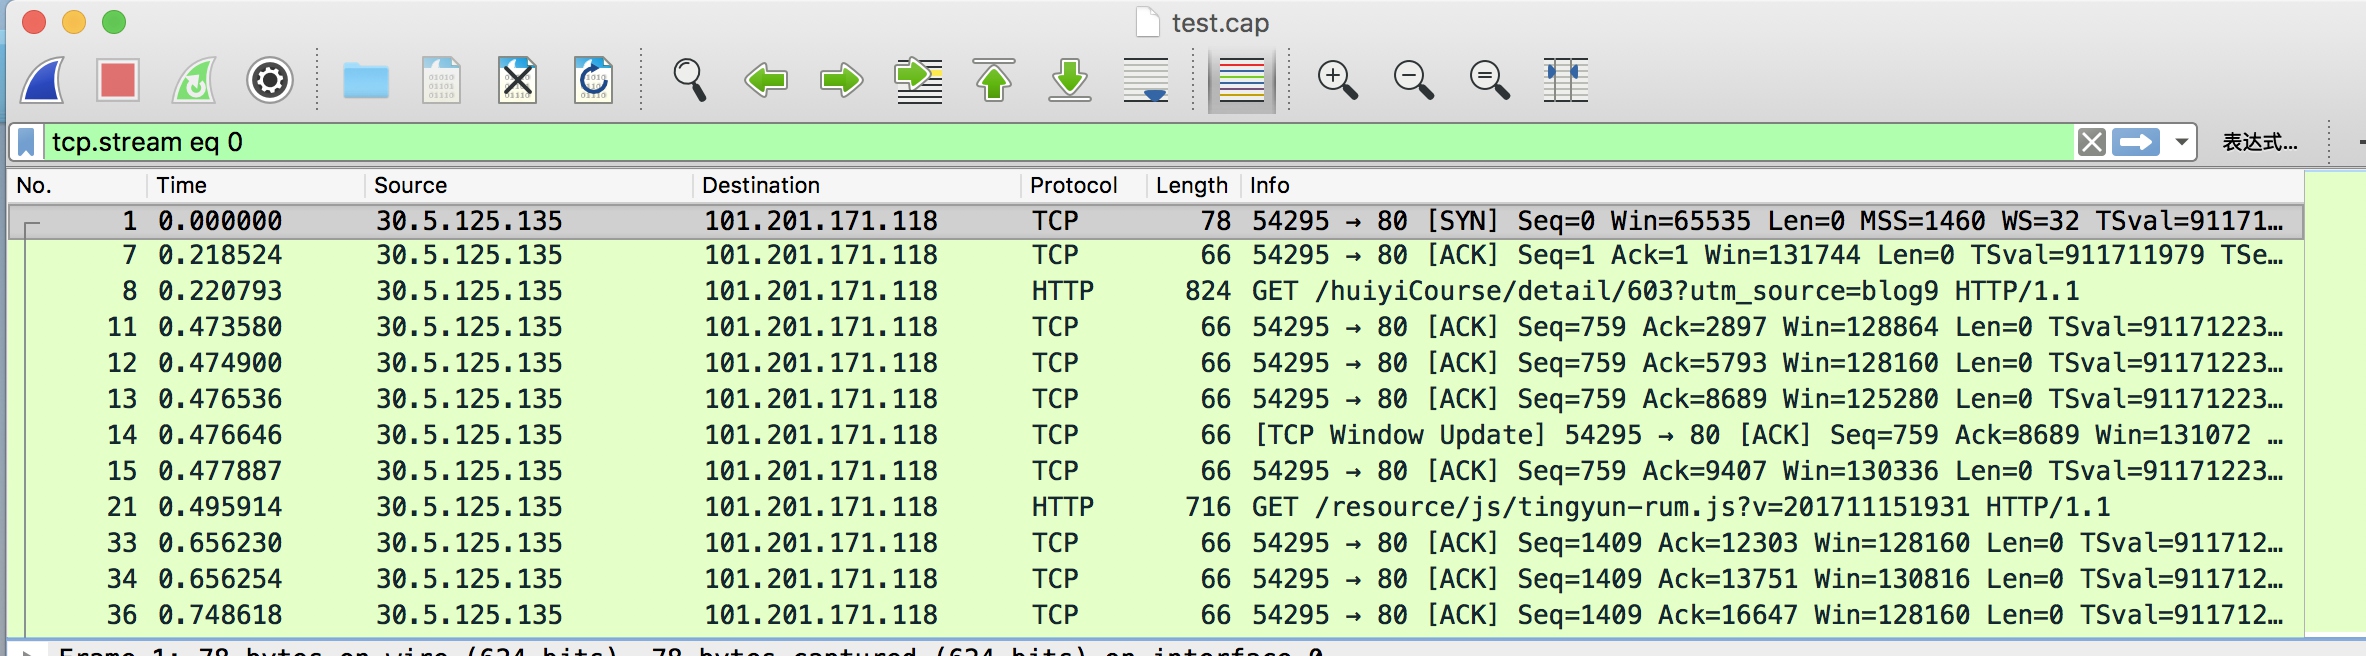 test.cap
tcp.stream eq 0 表达式...
No. Time Source Destination Protocol Length Info
1 0.000000 30.5.125.135 101.201.171.118 TCP 78 54295 → 80 [SYN] Seq=0 Win=65535 Len=0 MSS=1460 WS=32 TSval=91171...
7 0.218524 30.5.125.135 101.201.171.118 TCP 66 54295 → 80 [ACK] Seq=1 Ack=1 Win=131744 Len=0 TSval=911711979 TSe...
8 0.220793 30.5.125.135 101.201.171.118 HTTP 824 GET /huiyiCourse/detail/603?utm_source=blog9 HTTP/1.1
11 0.473580 30.5.125.135 101.201.171.118 TCP 66 54295 → 80 [ACK] Seq=759 Ack=2897 Win=128864 Len=0 TSval=91171223...
12 0.474900 30.5.125.135 101.201.171.118 TCP 66 54295 → 80 [ACK] Seq=759 Ack=5793 Win=128160 Len=0 TSval=91171223...
13 0.476536 30.5.125.135 101.201.171.118 TCP 66 54295 → 80 [ACK] Seq=759 Ack=8689 Win=125280 Len=0 TSval=91171223...
14 0.476646 30.5.125.135 101.201.171.118 TCP 66 [TCP Window Update] 54295 → 80 [ACK] Seq=759 Ack=8689 Win=131072 ...
15 0.477887 30.5.125.135 101.201.171.118 TCP 66 54295 → 80 [ACK] Seq=759 Ack=9407 Win=130336 Len=0 TSval=91171223...
21 0.495914 30.5.125.135 101.201.171.118 HTTP 716 GET /resource/js/tingyun-rum.js?v=201711151931 HTTP/1.1
33 0.656230 30.5.125.135 101.201.171.118 TCP 66 54295 → 80 [ACK] Seq=1409 Ack=12303 Win=128160 Len=0 TSval=911712...
34 0.656254 30.5.125.135 101.201.171.118 TCP 66 54295 → 80 [ACK] Seq=1409 Ack=13751 Win=130816 Len=0 TSval=911712...
36 0.748618 30.5.125.135 101.201.171.118 TCP 66 54295 → 80 [ACK] Seq=1409 Ack=16647 Win=128160 Len=0 TSval=911712...
Frame 1: 78 bytes on wire (624 bits), 78 bytes captured (624 bits) on interface 0